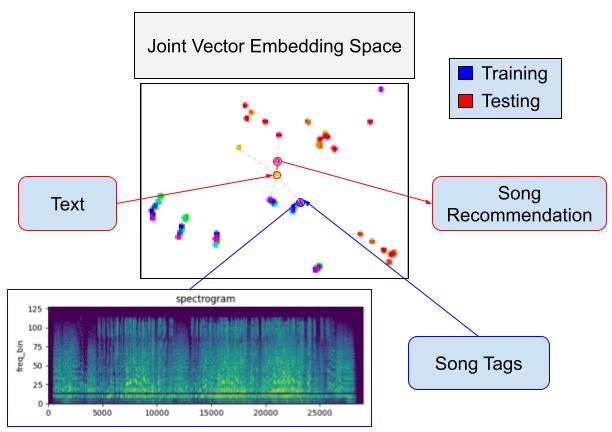 Joint Vector Embedding Space
Training
Testing
Text
Song
Recommendation
spectrogram
125
100
75
50
25
0
freq_bin
0 5000 10000 15000 20000 25000
Song Tags